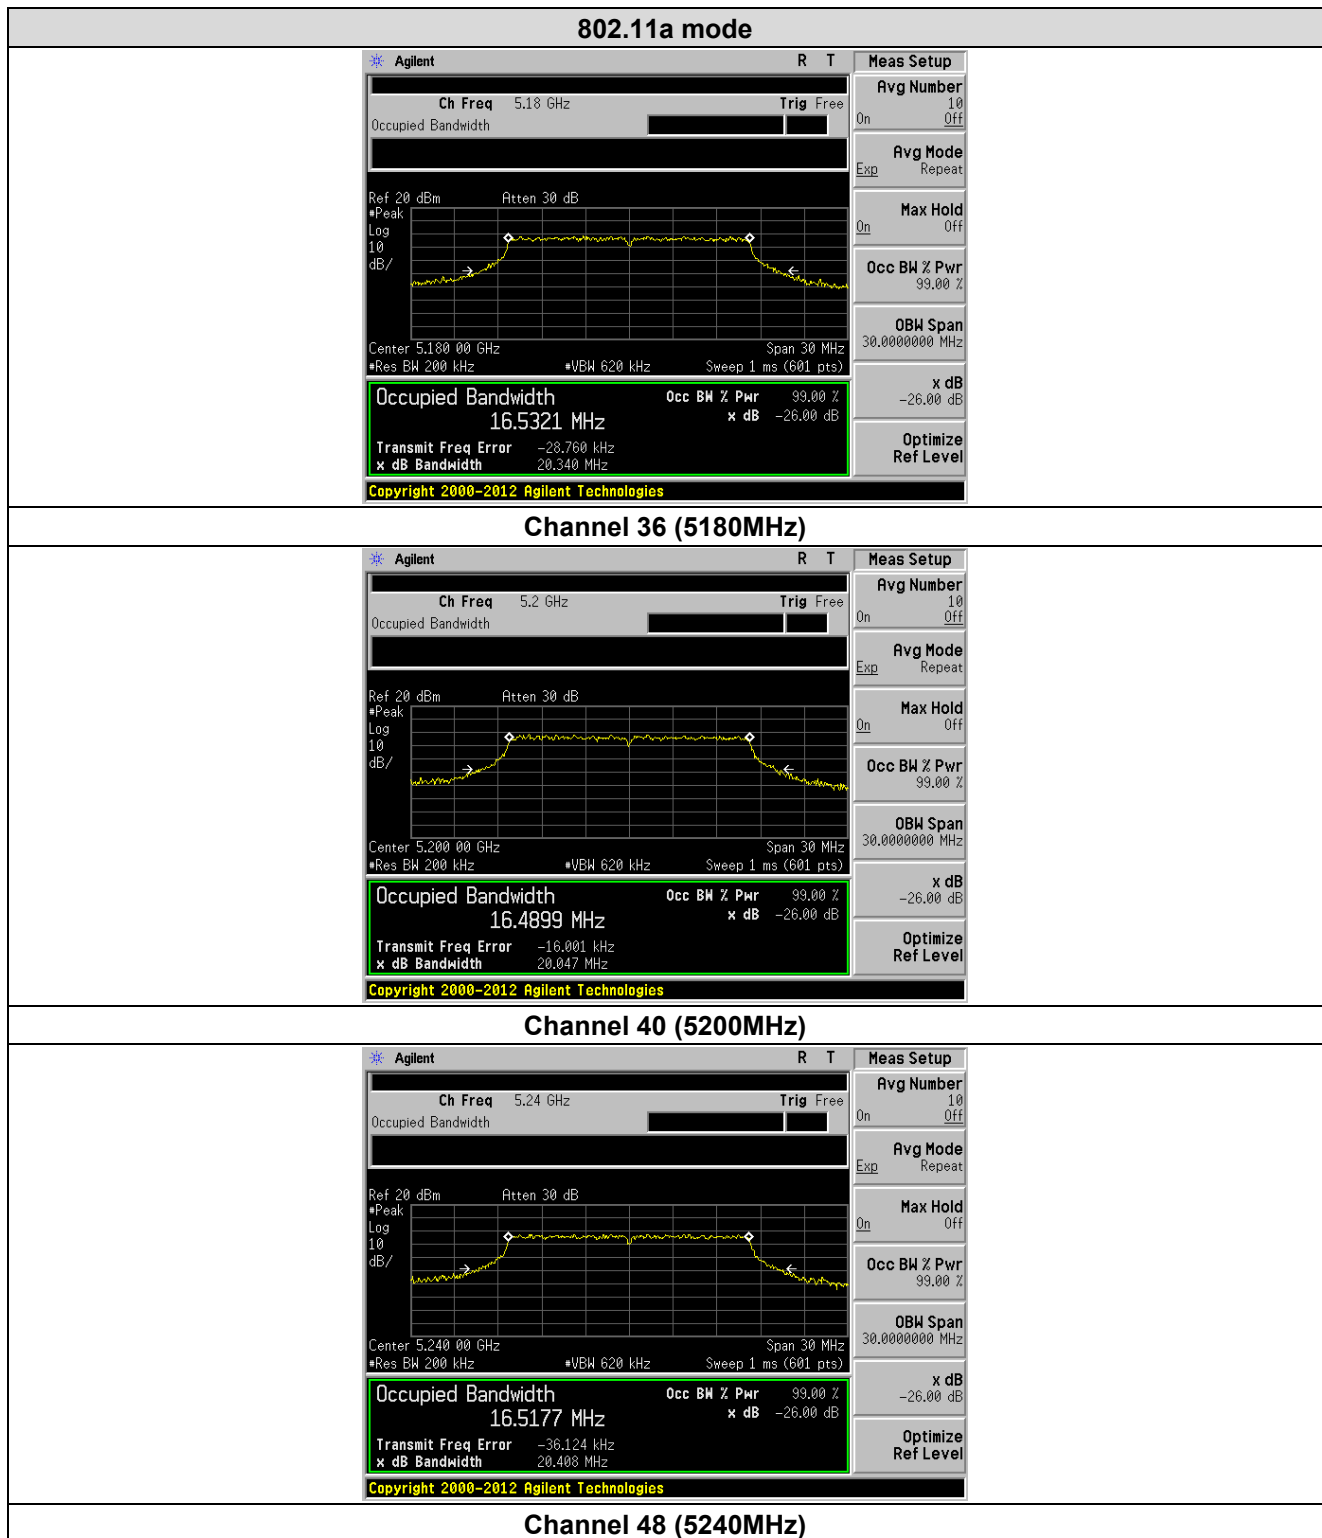 802.11a mode
Agilent R T Meas Setup
Ch Freq 5.18 GHz Trig Free
Occupied Bandwidth
Avg Number
10
On Off
Avg Mode
Exp Repeat
Max Hold
On Off
Occ BW % Pwr
99.00 %
OBW Span
30.0000000 MHz
x dB
-26.00 dB
Optimize
Ref Level
Ref 20 dBm Atten 30 dB
#Peak
Log
10
dB/
Center 5.180 00 GHz Span 30 MHz
#Res BW 200 kHz #VBW 620 kHz Sweep 1 ms (601 pts)
Occupied Bandwidth Occ BW % Pwr 99.00 %
16.5321 MHz x dB -26.00 dB
Transmit Freq Error -28.760 kHz
x dB Bandwidth 20.340 MHz
Copyright 2000-2012 Agilent Technologies
Channel 36 (5180MHz)
Agilent R T Meas Setup
Ch Freq 5.2 GHz Trig Free
Occupied Bandwidth
Avg Number
10
On Off
Avg Mode
Exp Repeat
Max Hold
On Off
Occ BW % Pwr
99.00 %
OBW Span
30.0000000 MHz
x dB
-26.00 dB
Optimize
Ref Level
Ref 20 dBm Atten 30 dB
#Peak
Log
10
dB/
Center 5.200 00 GHz Span 30 MHz
#Res BW 200 kHz #VBW 620 kHz Sweep 1 ms (601 pts)
Occupied Bandwidth Occ BW % Pwr 99.00 %
16.4899 MHz x dB -26.00 dB
Transmit Freq Error -16.001 kHz
x dB Bandwidth 20.047 MHz
Copyright 2000-2012 Agilent Technologies
Channel 40 (5200MHz)
Agilent R T Meas Setup
Ch Freq 5.24 GHz Trig Free
Occupied Bandwidth
Avg Number
10
On Off
Avg Mode
Exp Repeat
Max Hold
On Off
Occ BW % Pwr
99.00 %
OBW Span
30.0000000 MHz
x dB
-26.00 dB
Optimize
Ref Level
Ref 20 dBm Atten 30 dB
#Peak
Log
10
dB/
Center 5.240 00 GHz Span 30 MHz
#Res BW 200 kHz #VBW 620 kHz Sweep 1 ms (601 pts)
Occupied Bandwidth Occ BW % Pwr 99.00 %
16.5177 MHz x dB -26.00 dB
Transmit Freq Error -36.124 kHz
x dB Bandwidth 20.408 MHz
Copyright 2000-2012 Agilent Technologies
Channel 48 (5240MHz)